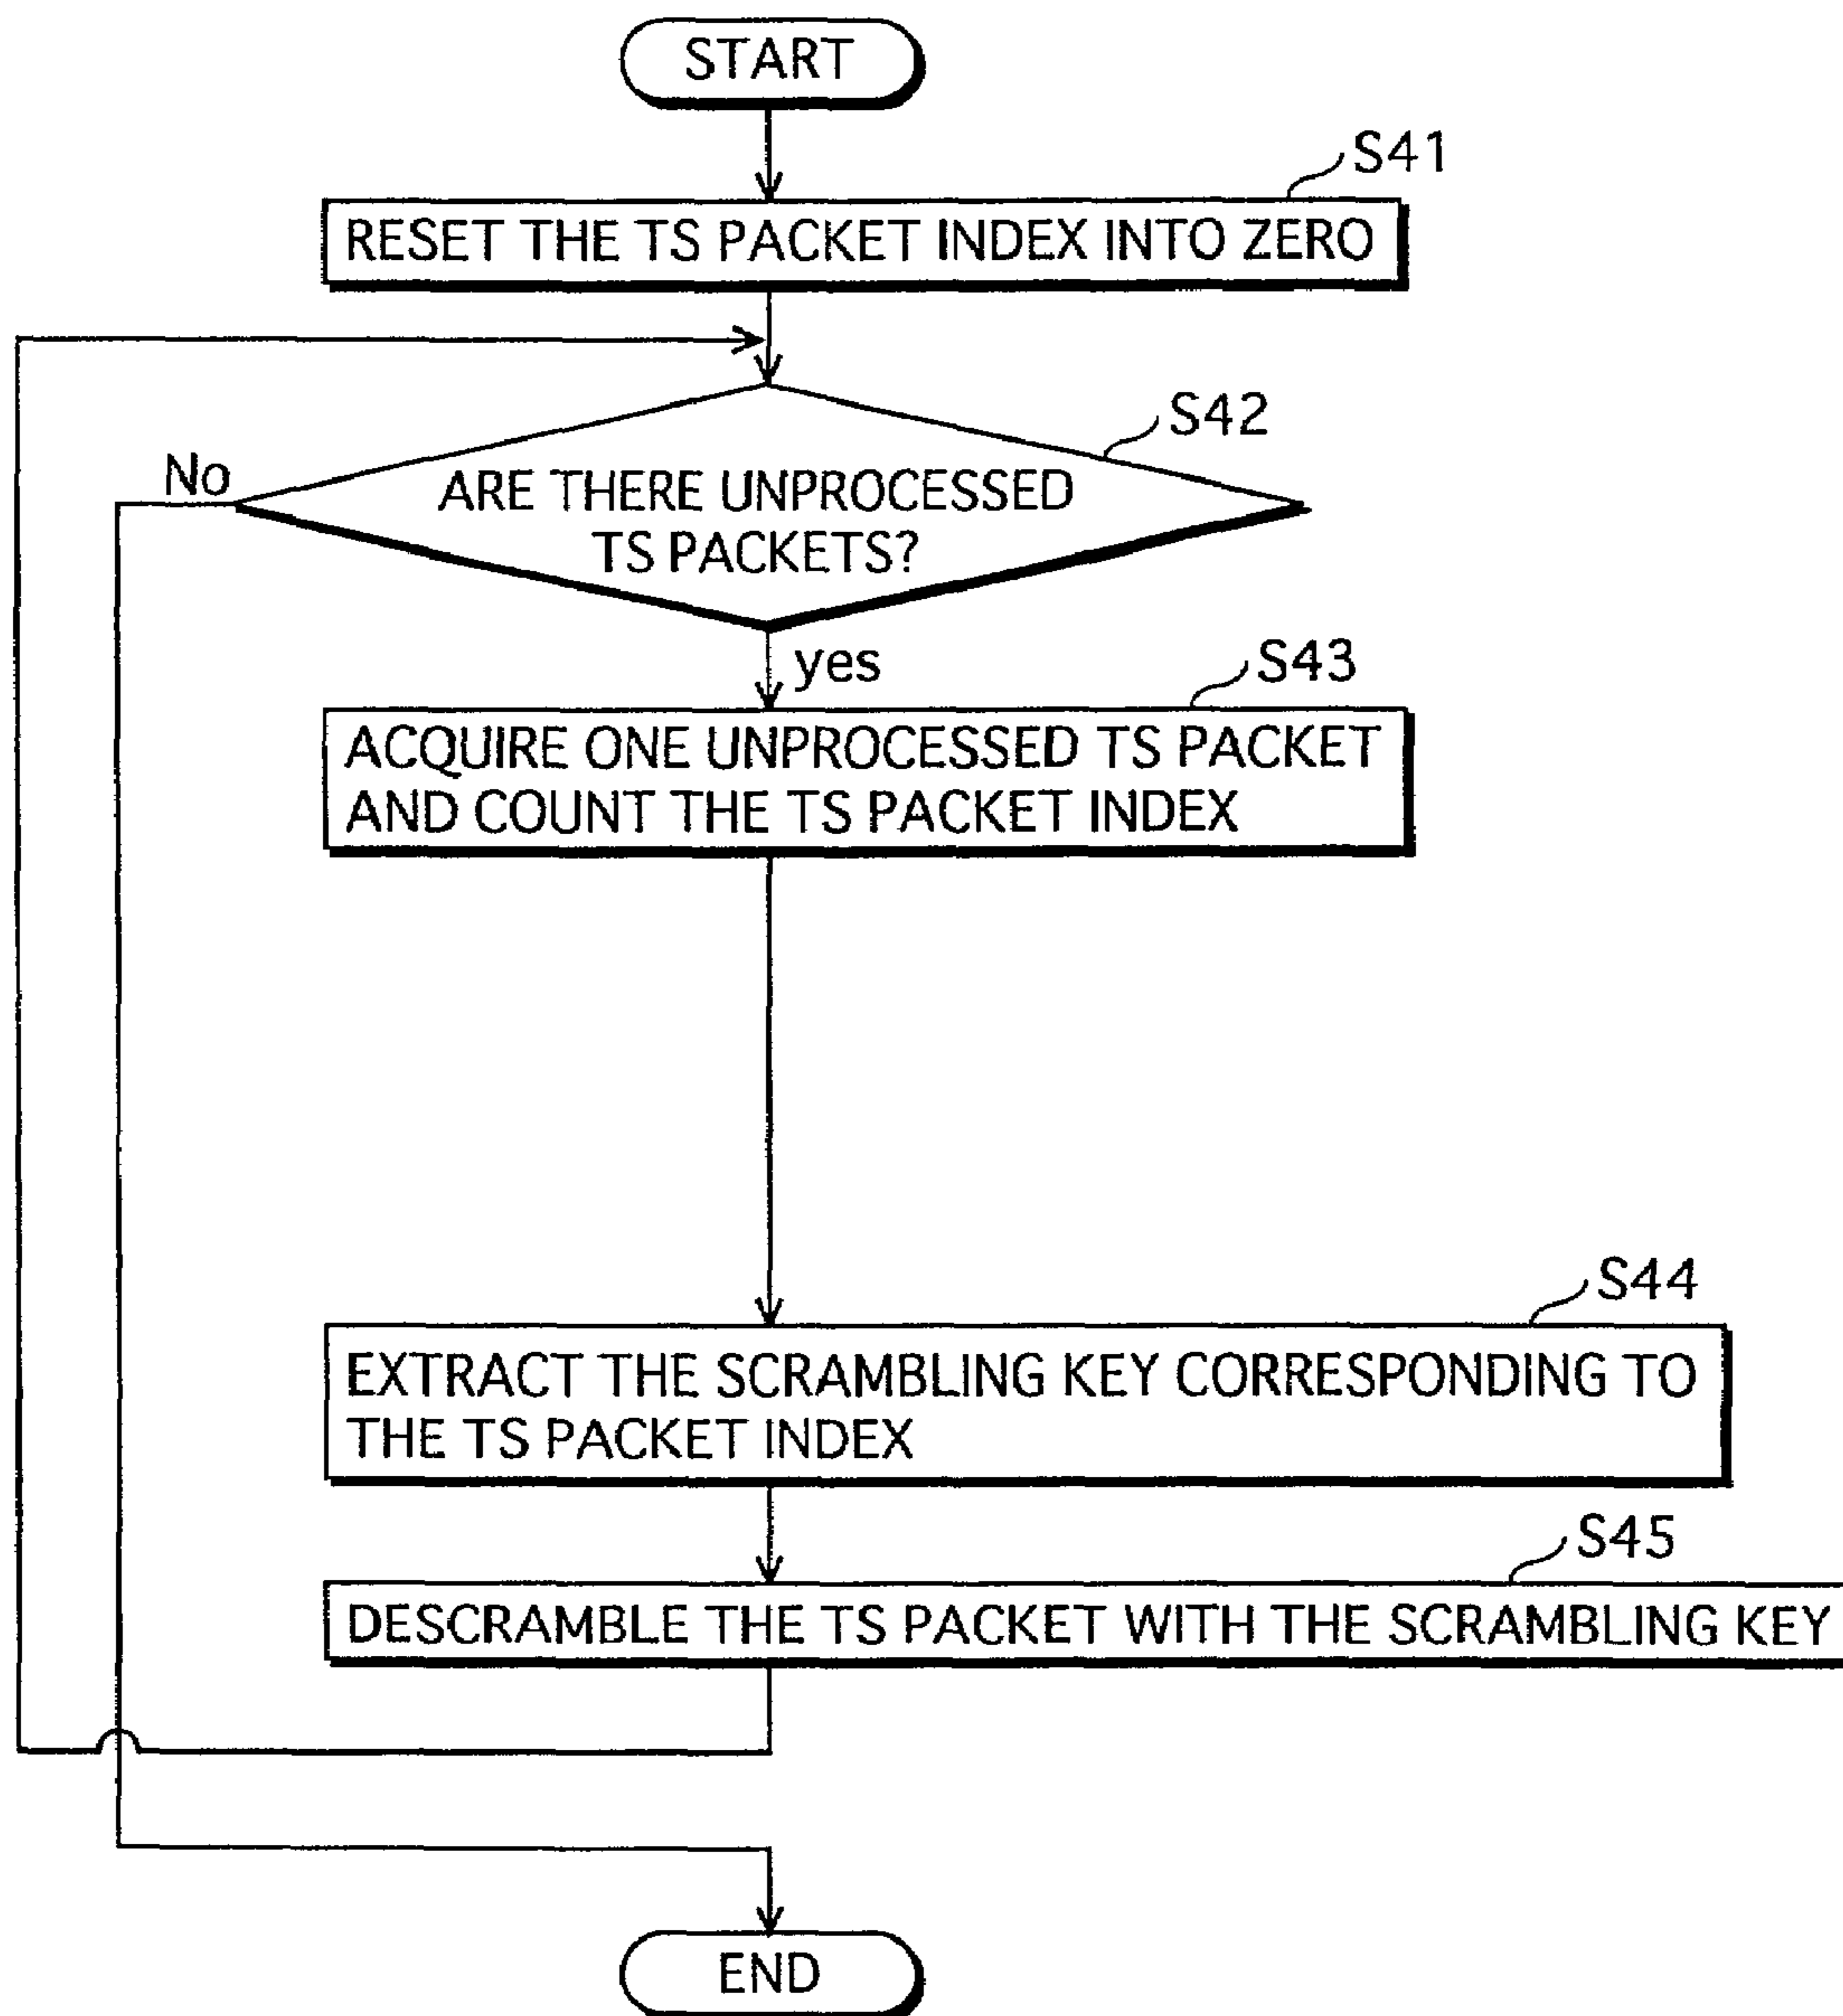 START
S41
RESET THE TS PACKET INDEX INTO ZERO
S42
No
ARE THERE UNPROCESSED
TS PACKETS?
yes
S43
ACQUIRE ONE UNPROCESSED TS PACKET
AND COUNT THE TS PACKET INDEX
S44
EXTRACT THE SCRAMBLING KEY CORRESPONDING TO
THE TS PACKET INDEX
S45
DESCRAMBLE THE TS PACKET WITH THE SCRAMBLING KEY
END